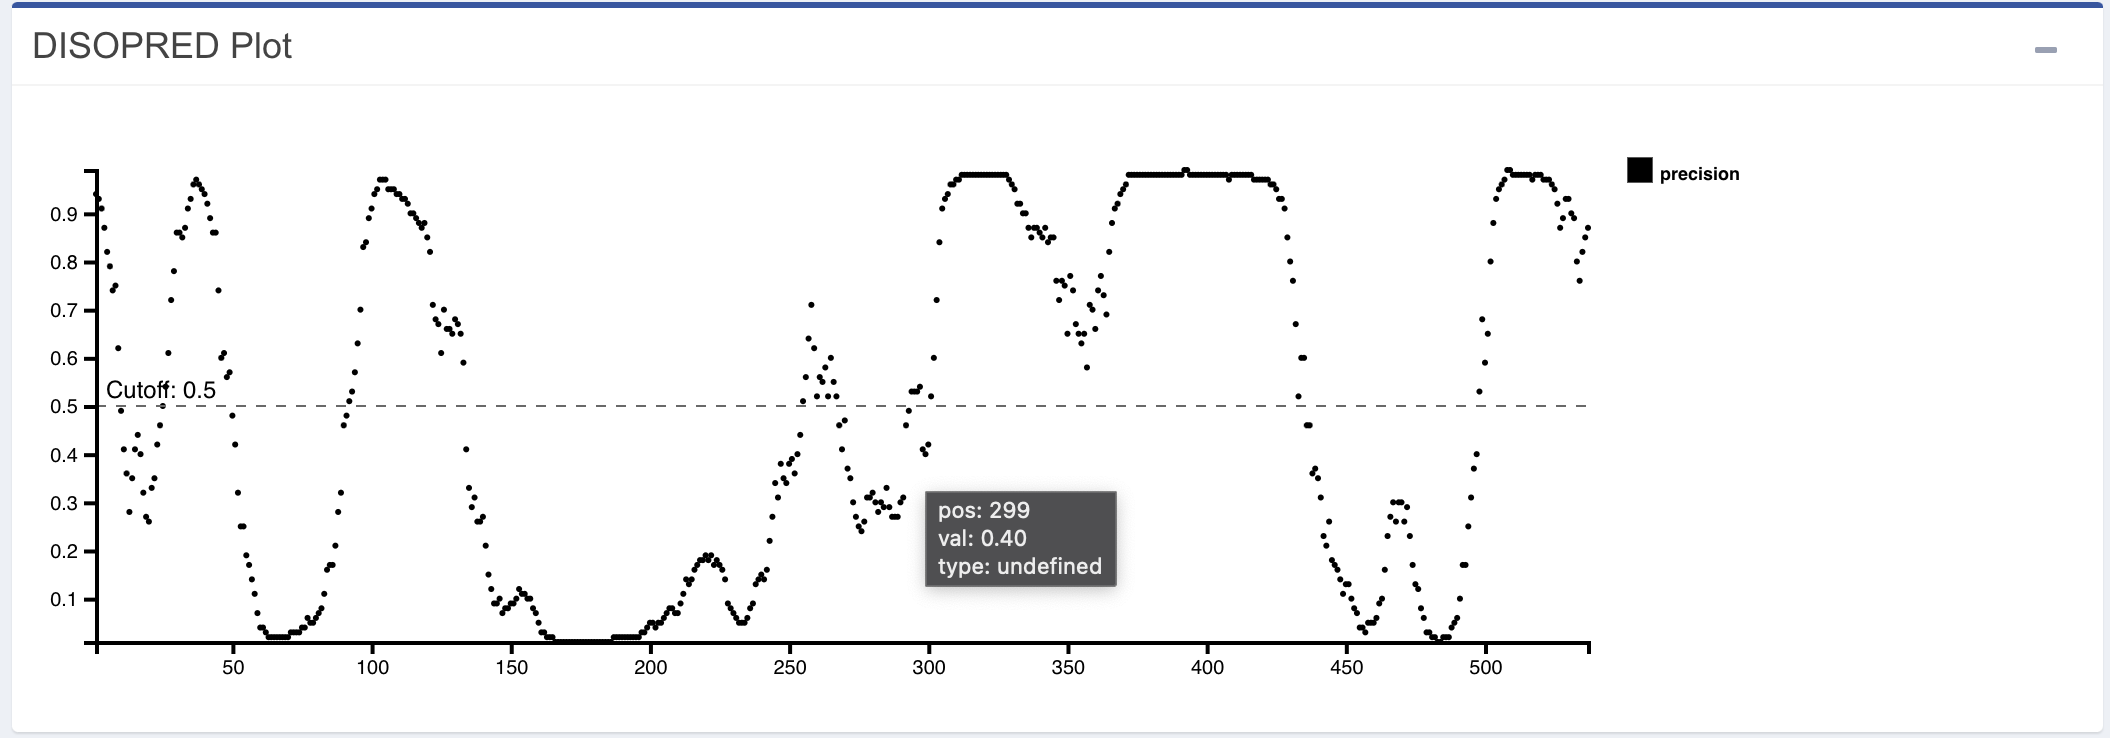 DISOPRED Plot
precision
0.9
0.8
0.7
0.6
Cutoff: 0.5
0.5
0.4
0.3
0.2
0.1
pos: 299
val: 0.40
type: undefined
50 100 150 200 250 300 350 400 450 500